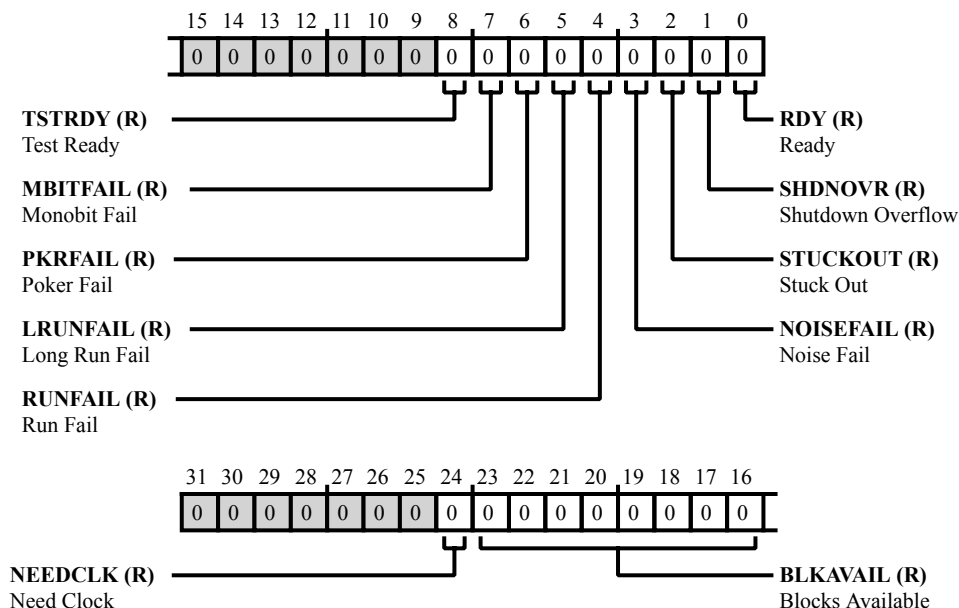 15 14 13 12 11 10 9 8 7 6 5 4 3 2 1 0
0 0 0 0 0 0 0 0 0 0 0 0 0 0 0 0
TSTRDY (R)
Test Ready
MBITFAIL (R)
Monobit Fail
PKRFAIL (R)
Poker Fail
LRUNFAIL (R)
Long Run Fail
RUNFAIL (R)
Run Fail
RDY (R)
Ready
SHDNOVR (R)
Shutdown Overflow
STUCKOUT (R)
Stuck Out
NOISEFAIL (R)
Noise Fail
31 30 29 28 27 26 25 24 23 22 21 20 19 18 17 16
0 0 0 0 0 0 0 0 0 0 0 0 0 0 0 0
NEEDCLK (R)
Need Clock
BLKAVAIL (R)
Blocks Available